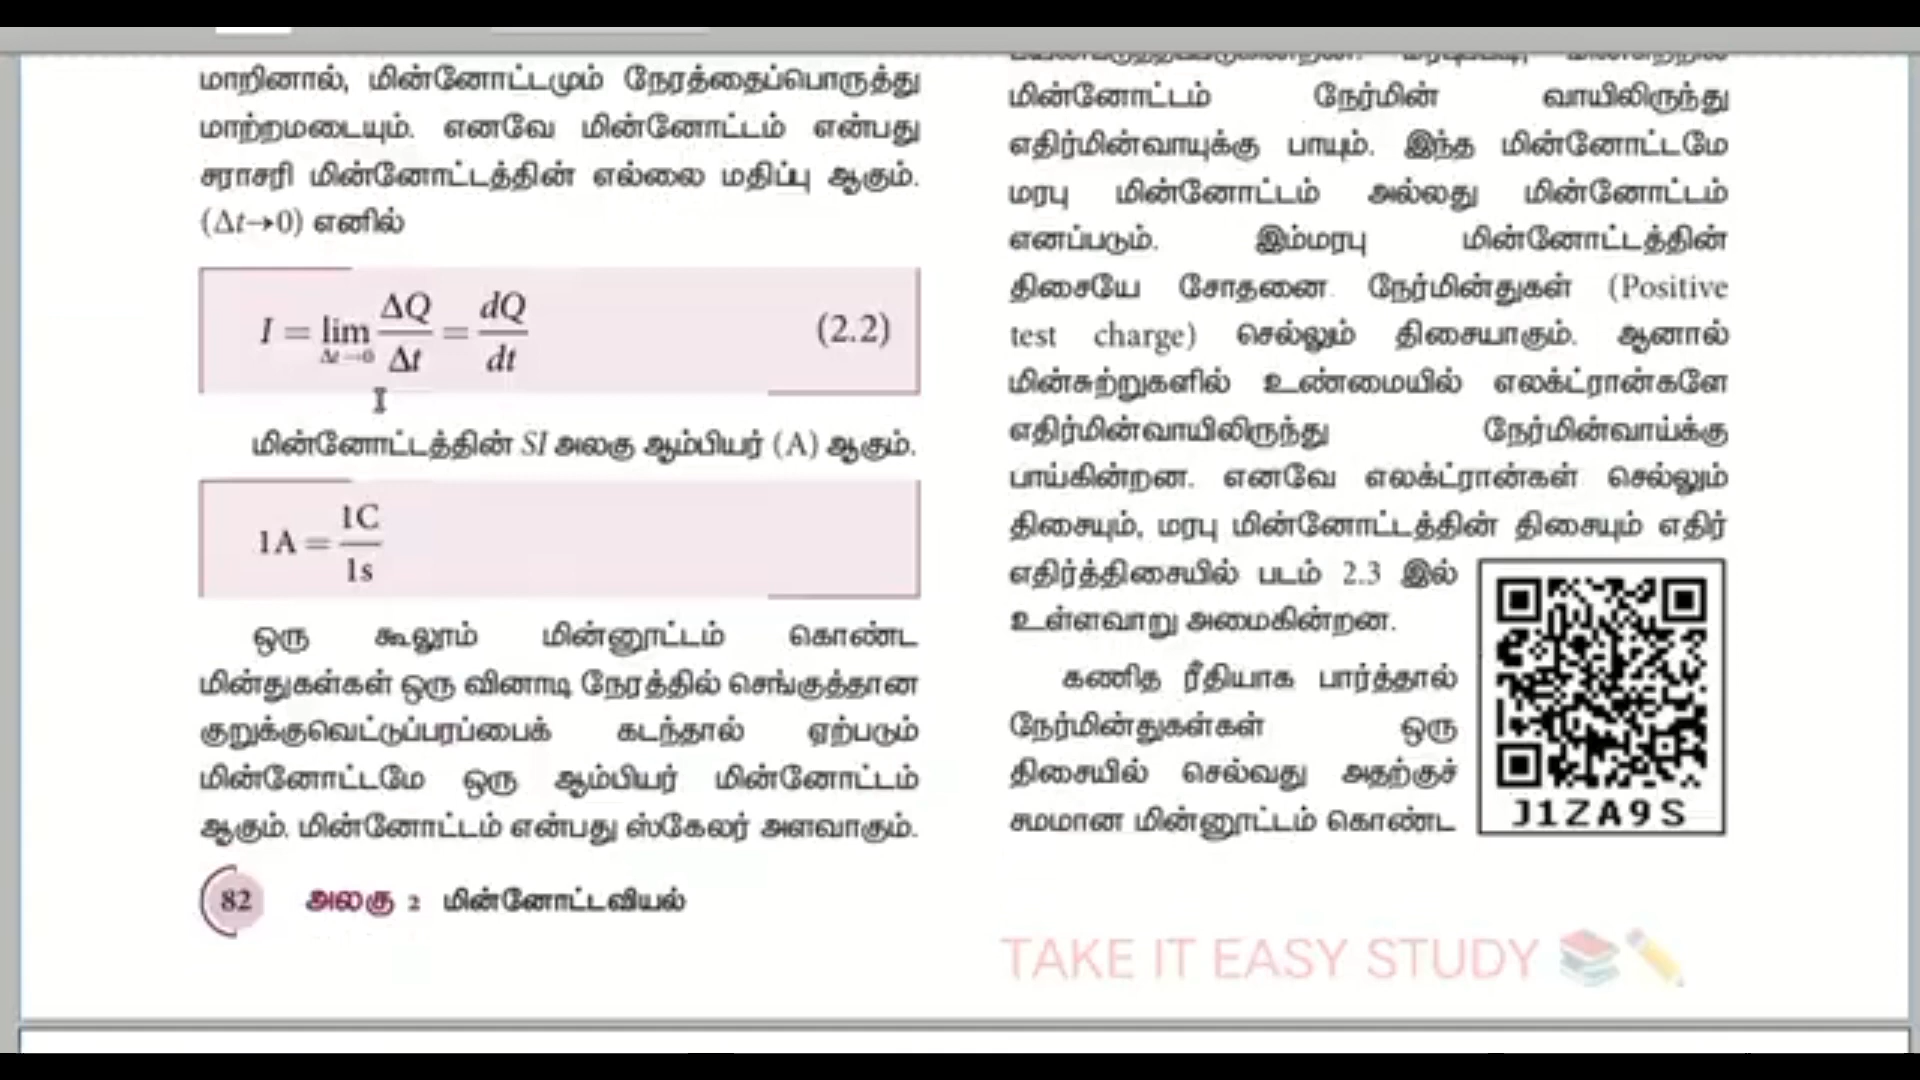 மாறினால், மின்னோட்டமும் நேரத்தைப்பொருத்து
மாற்றமடையும். எனவே மின்னோட்டம் என்பது
சராசரி மின்னோட்டத்தின் எல்லை மதிப்பு ஆகும்.
(Δt→0) எனில்
I = lim Δt→0 ΔQ/Δt = dQ/dt (2.2)
மின்னோட்டத்தின் SI அலகு ஆம்பியர் (A) ஆகும்.
1A = 1C/1s
ஒரு கூலூம் மின்னூட்டம் கொண்ட
மின்துகள்கள் ஒரு வினாடி நேரத்தில் செங்குத்தான
குறுக்குவெட்டுப்பரப்பைக் கடந்தால் ஏற்படும்
மின்னோட்டமே ஒரு ஆம்பியர் மின்னோட்டம்
ஆகும். மின்னோட்டம் என்பது ஸ்கேலர் அளவாகும்.
82 அலகு 2 மின்னோட்டவியல்
மின்னோட்டம் நேர்மின் வாயிலிருந்து
எதிர்மின்வாயுக்கு பாயும். இந்த மின்னோட்டமே
மரபு மின்னோட்டம் அல்லது மின்னோட்டம்
எனப்படும். இம்மரபு மின்னோட்டத்தின்
திசையே சோதனை நேர்மின்துகள் (Positive
test charge) செல்லும் திசையாகும். ஆனால்
மின்சுற்றுகளில் உண்மையில் எலக்ட்ரான்களே
எதிர்மின்வாயிலிருந்து நேர்மின்வாய்க்கு
பாய்கின்றன. எனவே எலக்ட்ரான்கள் செல்லும்
திசையும், மரபு மின்னோட்டத்தின் திசையும் எதிர்
எதிர்த்திசையில் படம் 2.3 இல்
உள்ளவாறு அமைகின்றன.
கணித ரீதியாக பார்த்தால்
நேர்மின்துகள்கள் ஒரு
திசையில் செல்வது அதற்குச்
சமமான மின்னூட்டம் கொண்ட
J1ZA9S
TAKE IT EASY STUDY